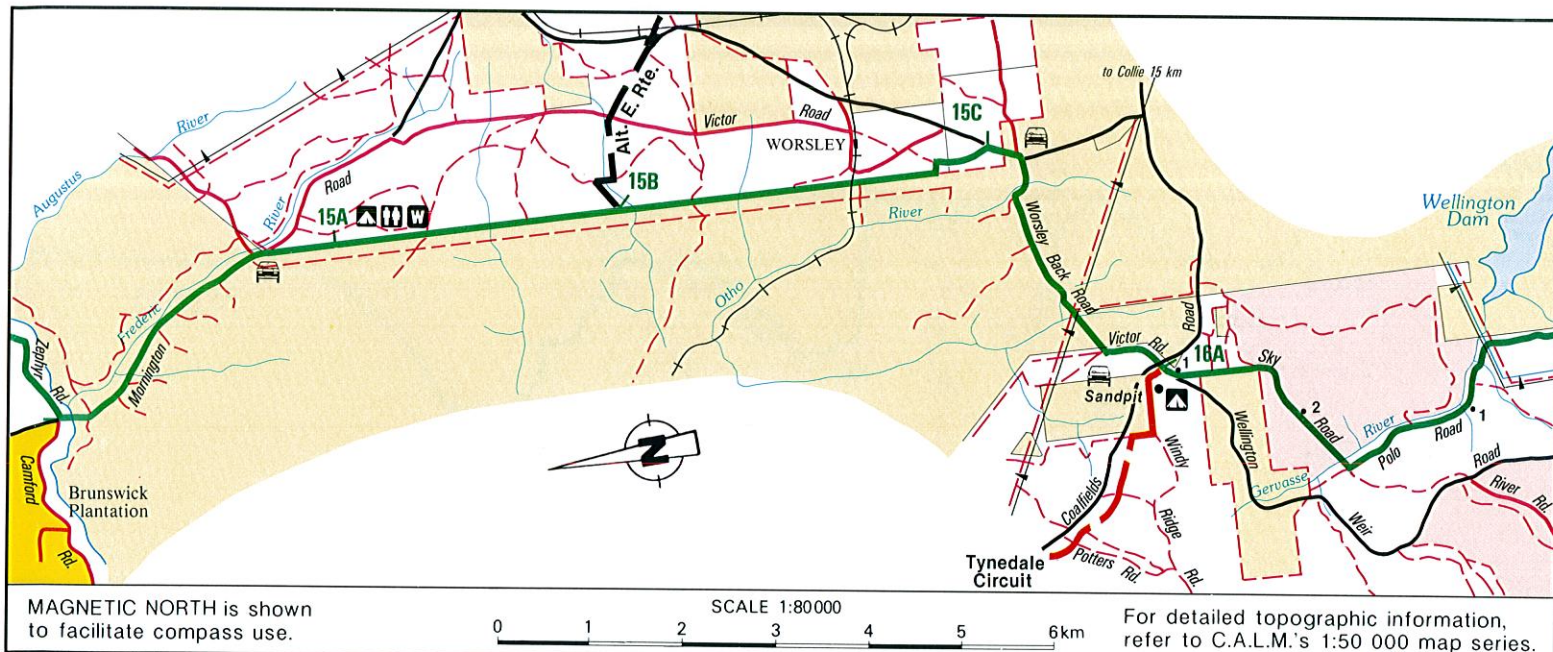 to Collie 15 km
Alt. E. Rte.
River
Augustus
Victor
Road
15C
WORSLEY
15B
Road
River
15A
W
River
Wellington
Dam
Worsley
Back
Road
Otho
Frederic
Mornington
Zephyr
Rd.
Victor
Rd.
Road
1
16A
Sky
Sandpit
2
Road
River
Polo
Road
1
Wellington
Windy
Ridge
Rd.
Gervasse
Weir
Road
River
Rd.
Camford
Rd.
Brunswick
Plantation
N
Coalfields
Potters Rd.
Tynedale
Circuit
MAGNETIC NORTH is shown
to facilitate compass use.
SCALE 1:80000
0 1 2 3 4 5 6km
For detailed topographic information,
refer to C.A.L.M.'s 1:50 000 map series.